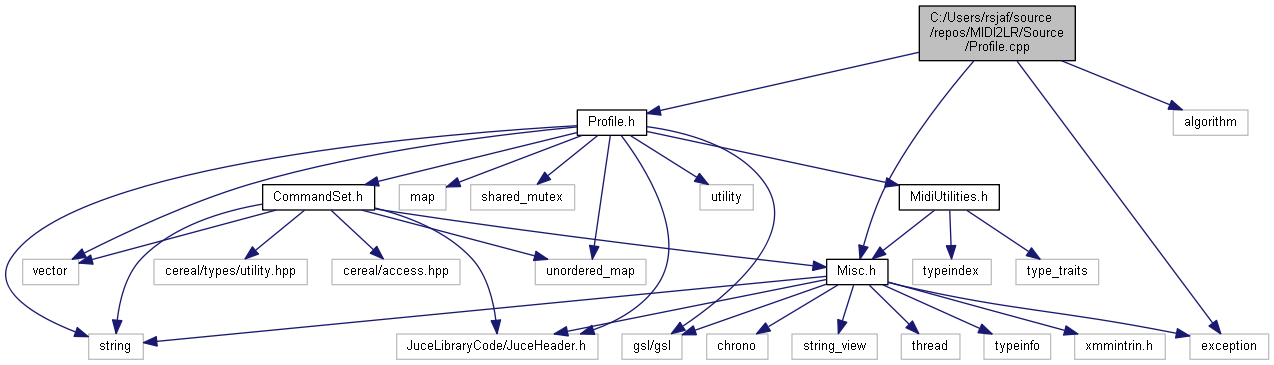 C:/Users/rsjaf/source
/repos/MIDI2LR/Source
/Profile.cpp
Profile.h
algorithm
CommandSet.h
map
shared_mutex
utility
MidiUtilities.h
vector
cereal/types/utility.hpp
cereal/access.hpp
unordered_map
Misc.h
typeindex
type_traits
string
JuceLibraryCode/JuceHeader.h
gsl/gsl
chrono
string_view
thread
typeinfo
xmmintrin.h
exception